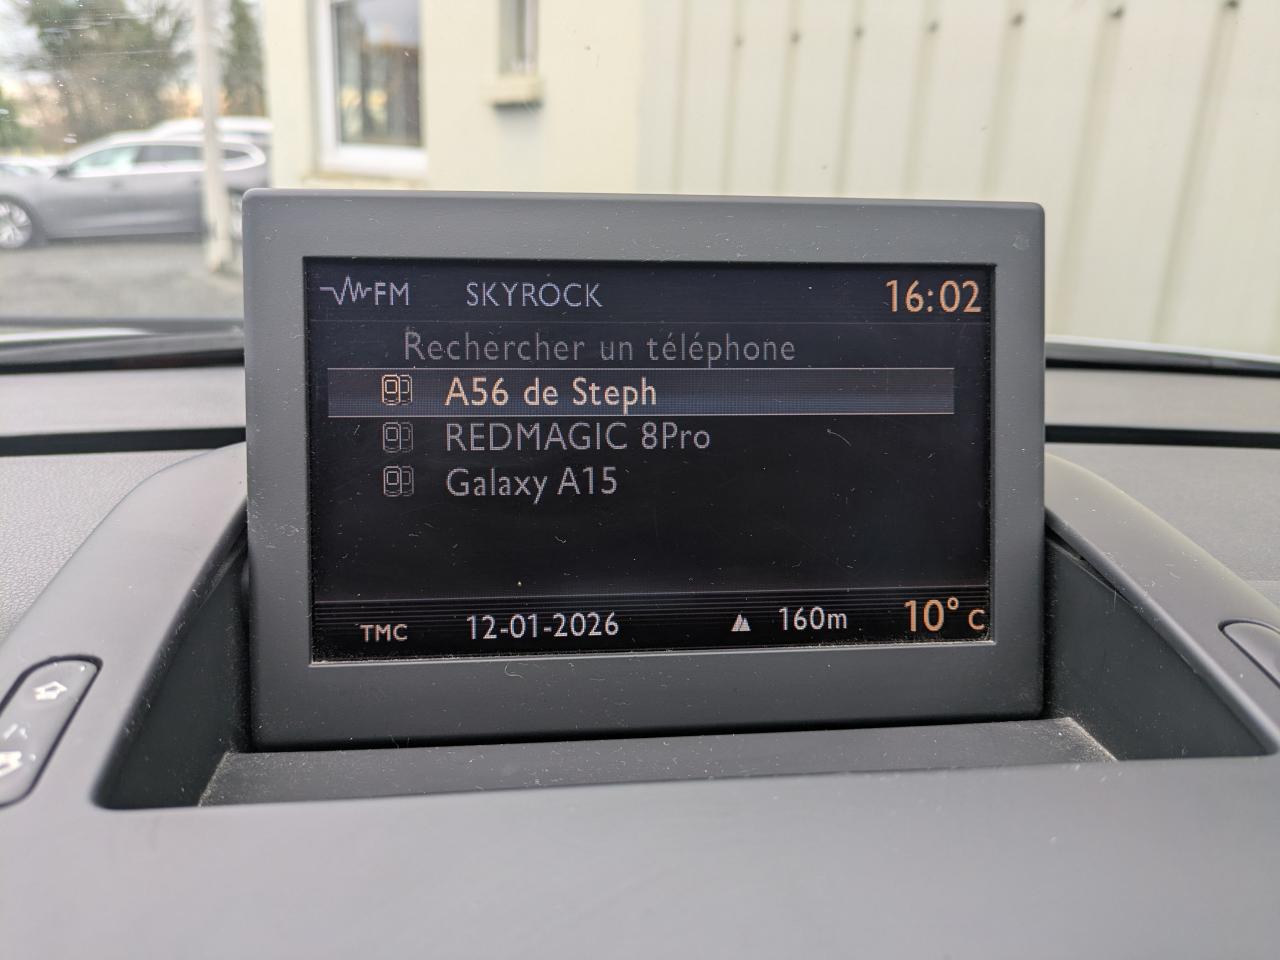 FM SKYROCK 16:02
Rechercher un téléphone
A56 de Steph
REDMAGIC 8Pro
Galaxy A15
TMC 12-01-2026 160m 10° C